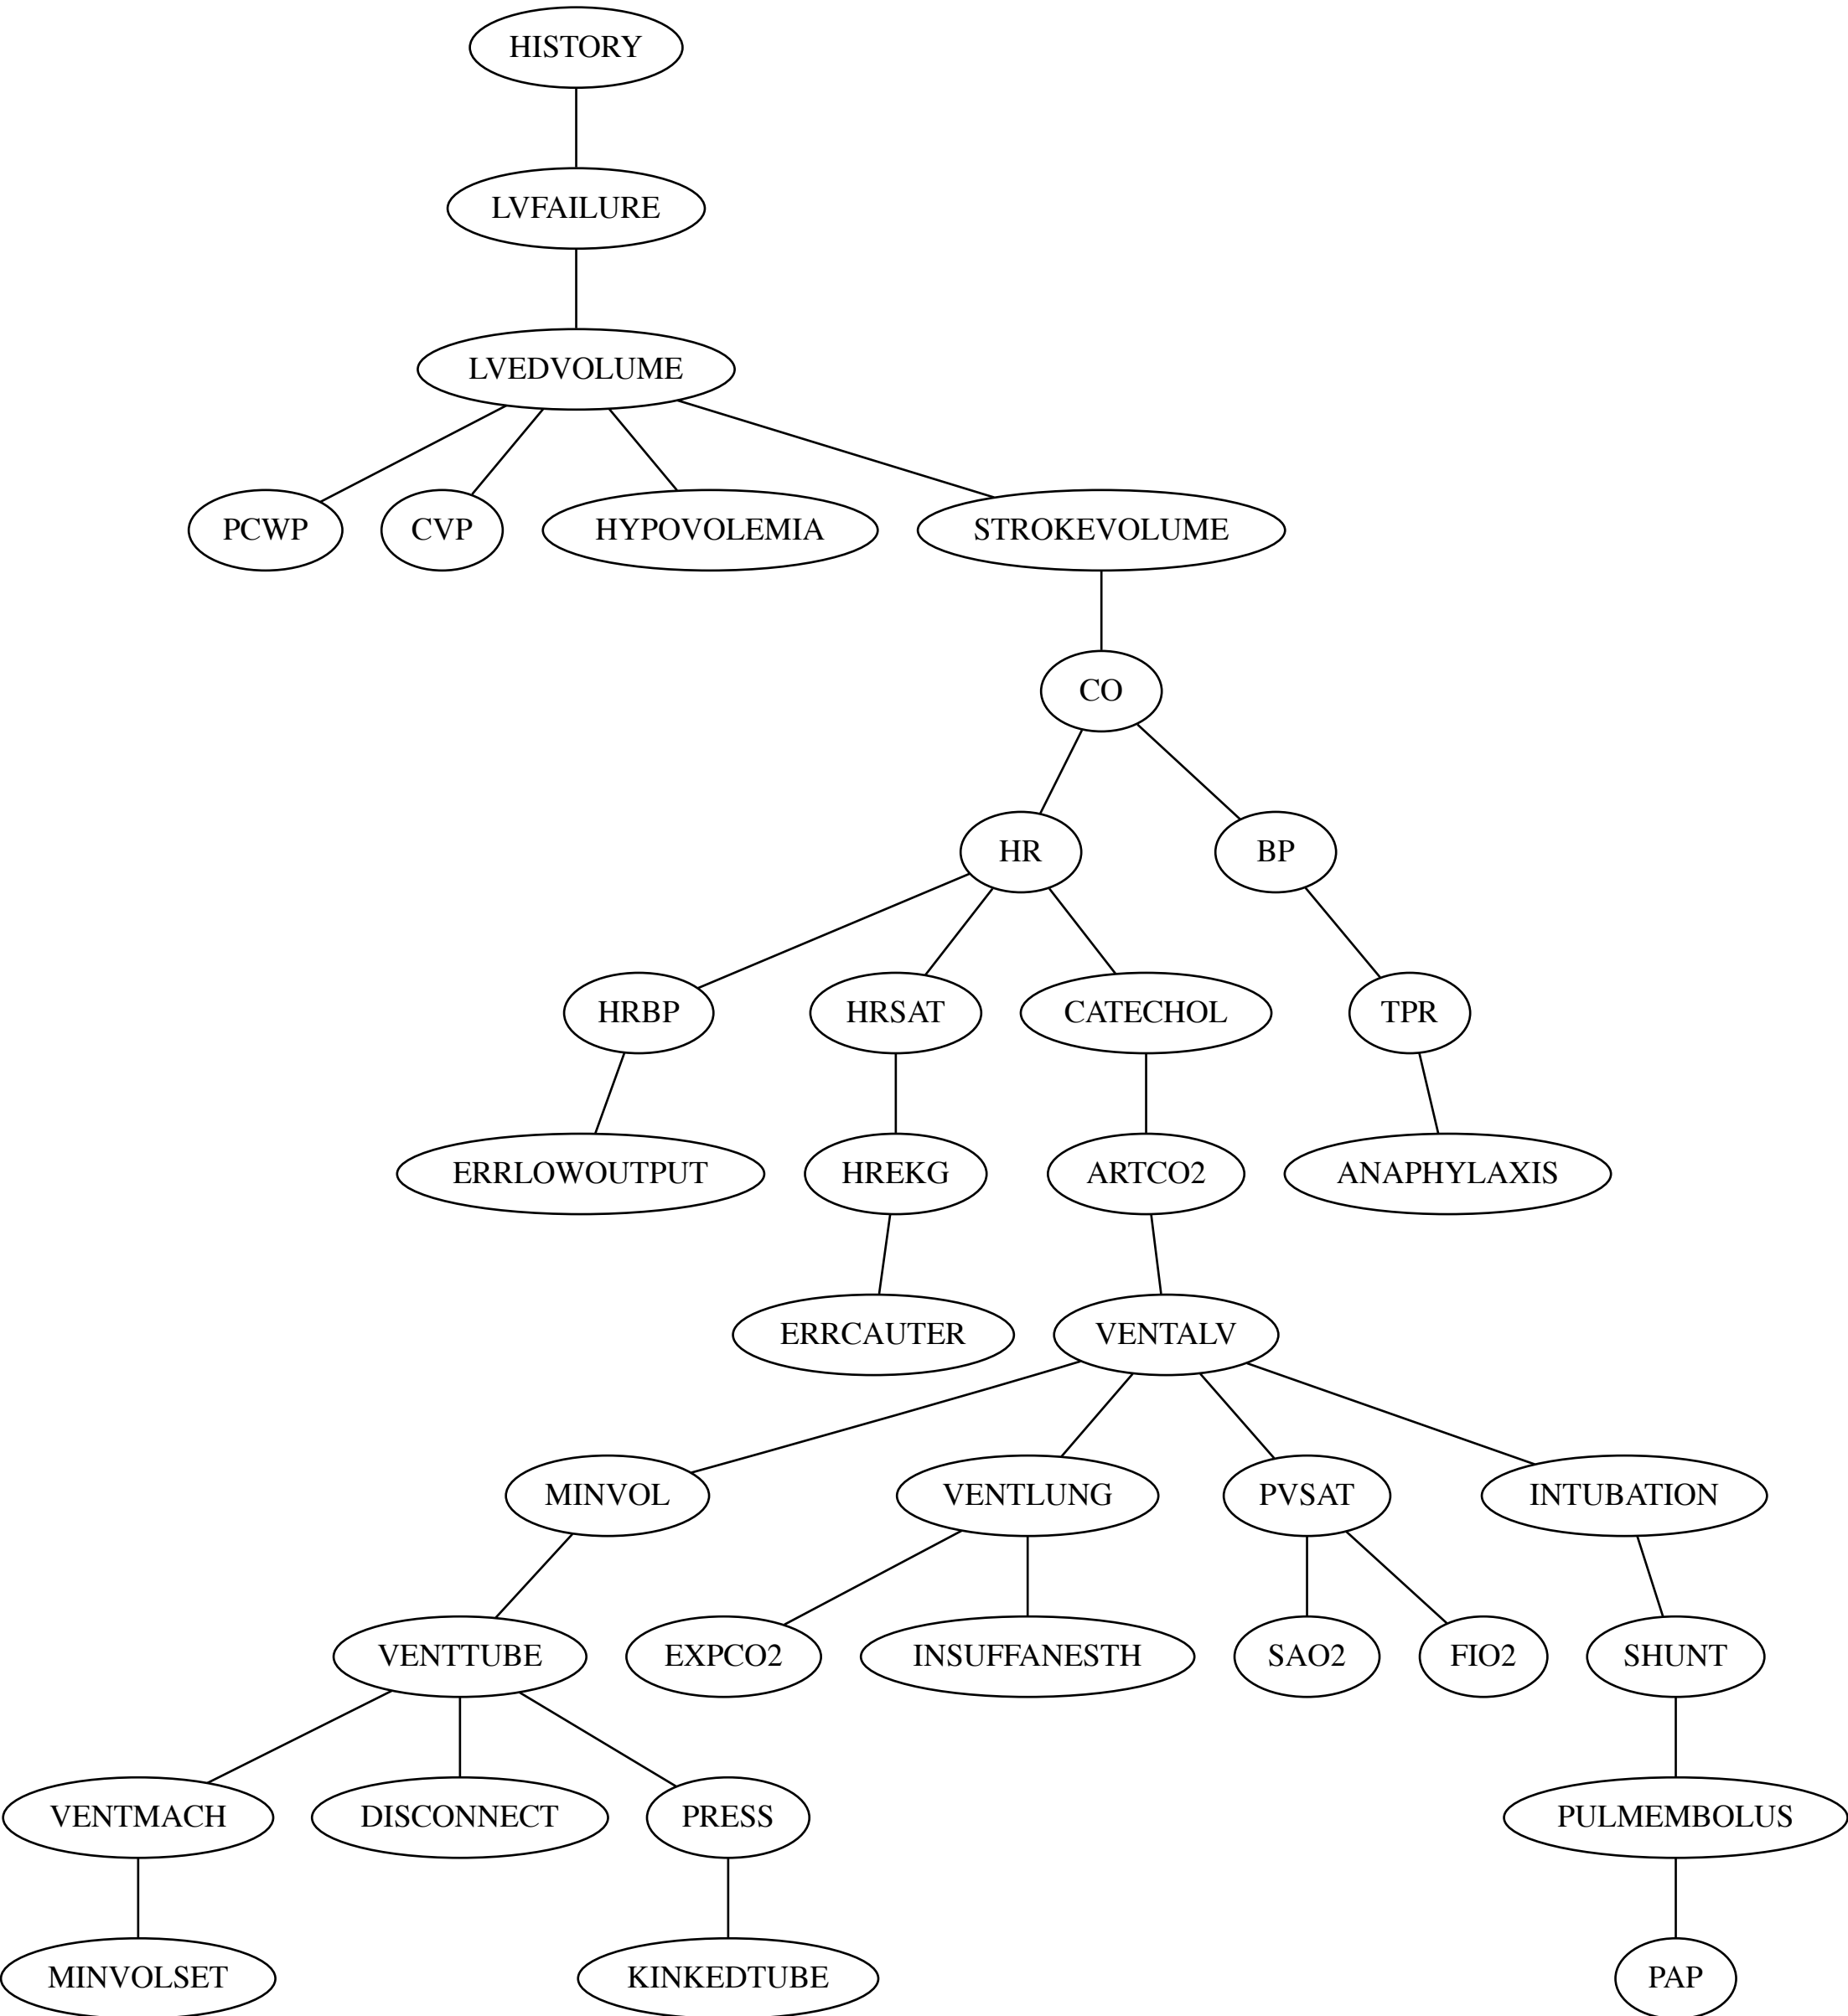 HISTORY
LVFAILURE
LVEDVOLUME
PCWP
CVP
HYPOVOLEMIA
STROKEVOLUME
CO
HR
BP
HRBP
HRSAT
CATECHOL
TPR
ERRLOWOUTPUT
HREKG
ARTCO2
ANAPHYLAXIS
ERRCAUTER
VENTALV
MINVOL
VENTLUNG
PVSAT
INTUBATION
VENTTUBE
EXPCO2
INSUFFANESTH
SAO2
FIO2
SHUNT
VENTMACH
DISCONNECT
PRESS
PULMEMBOLUS
MINVOLSET
KINKEDTUBE
PAP